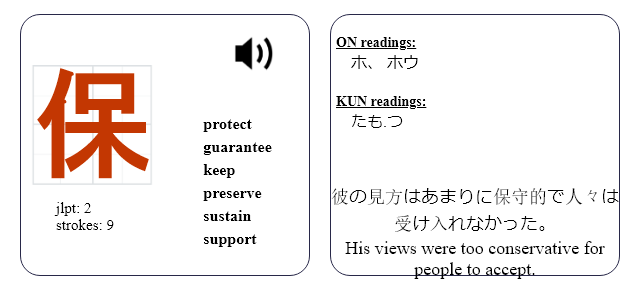 保
jlpt: 2
strokes: 9
protect
guarantee
keep
preserve
sustain
support
ON readings:
ホ、 ホウ
KUN readings:
たも.つ
彼の見方はあまりに保守的で人々は
受け入れなかった。
His views were too conservative for
people to accept.